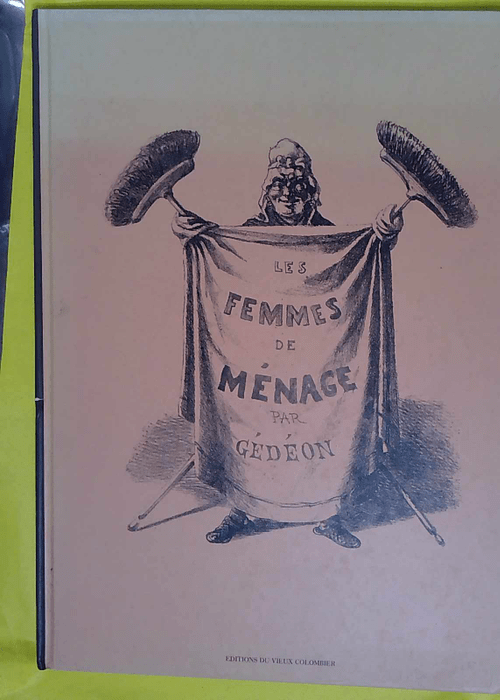 LES
FEMMES
DE
MÉNAGE
PAR
GÉDÉON
EDITIONS DU VIEUX COLOMBIER